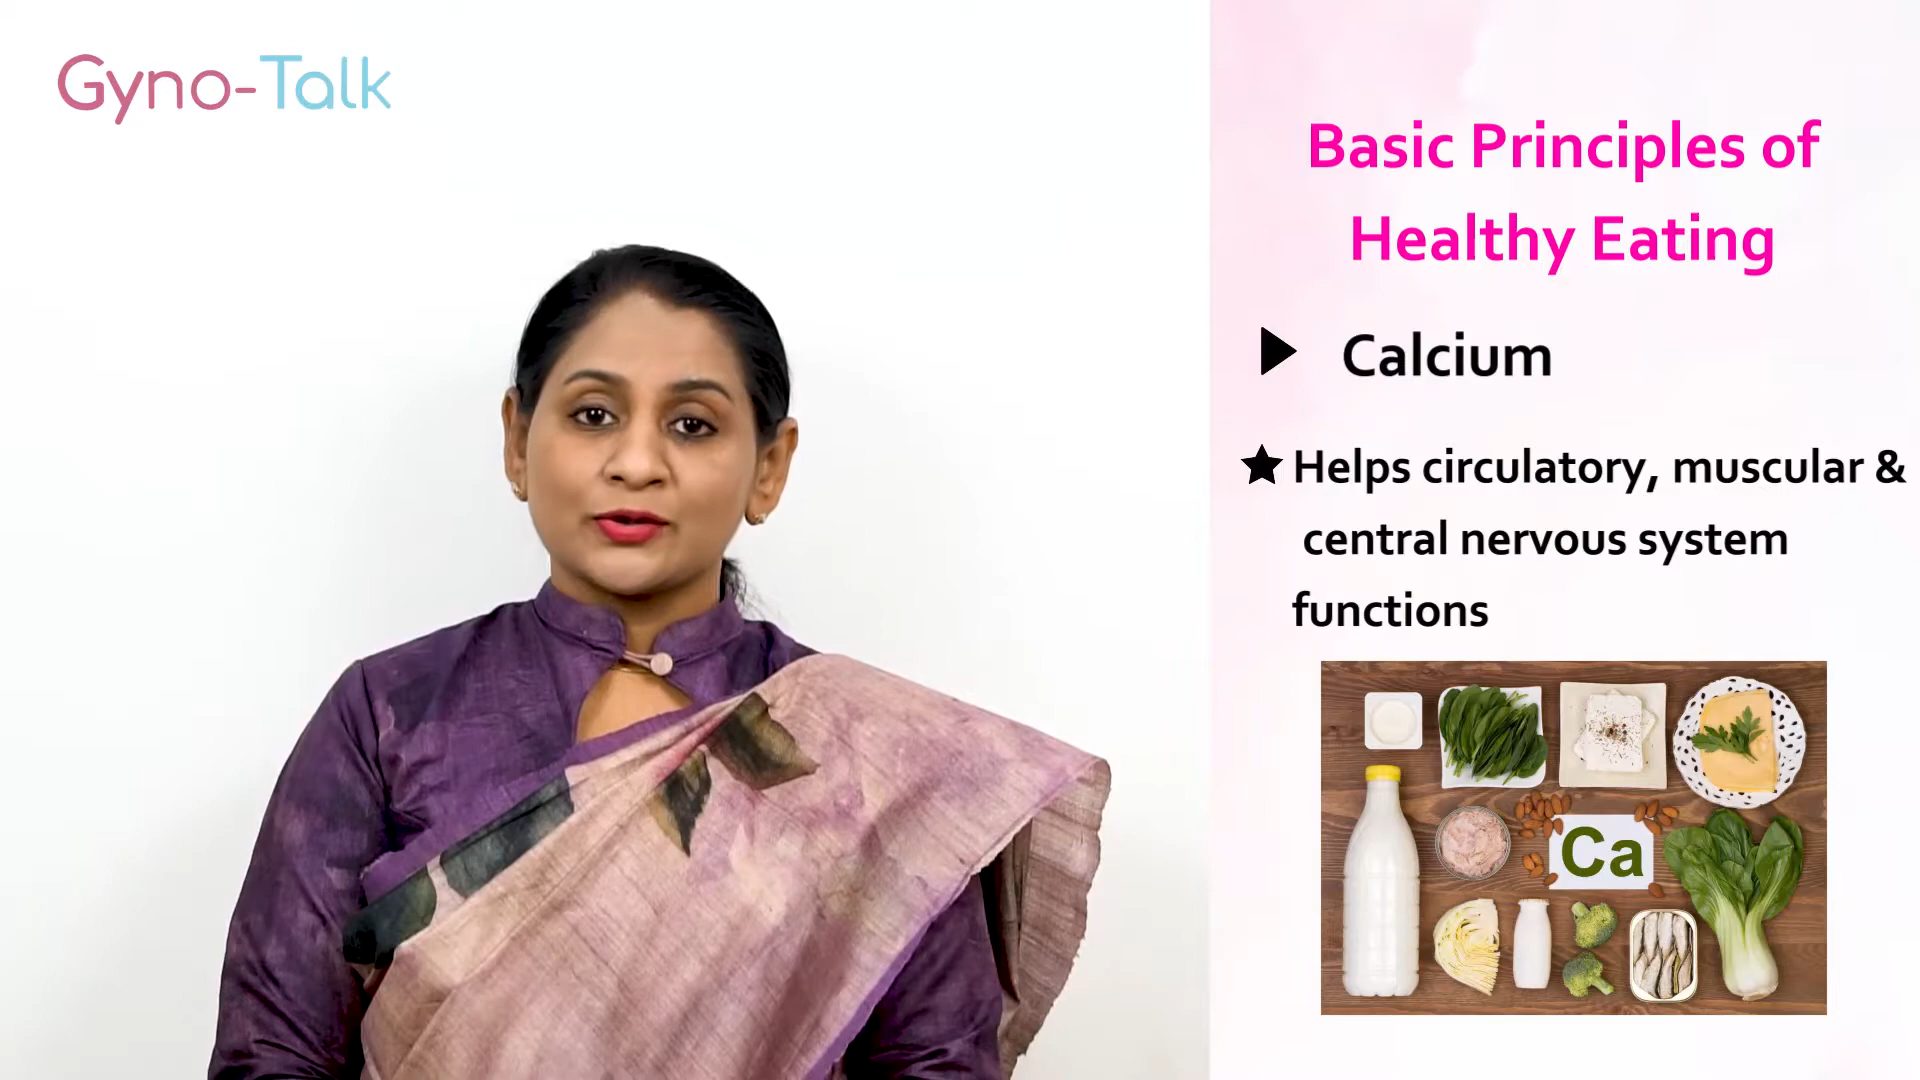 Gyno-Talk
Basic Principles of
Healthy Eating
Calcium
Helps circulatory, muscular &
central nervous system
functions
Ca